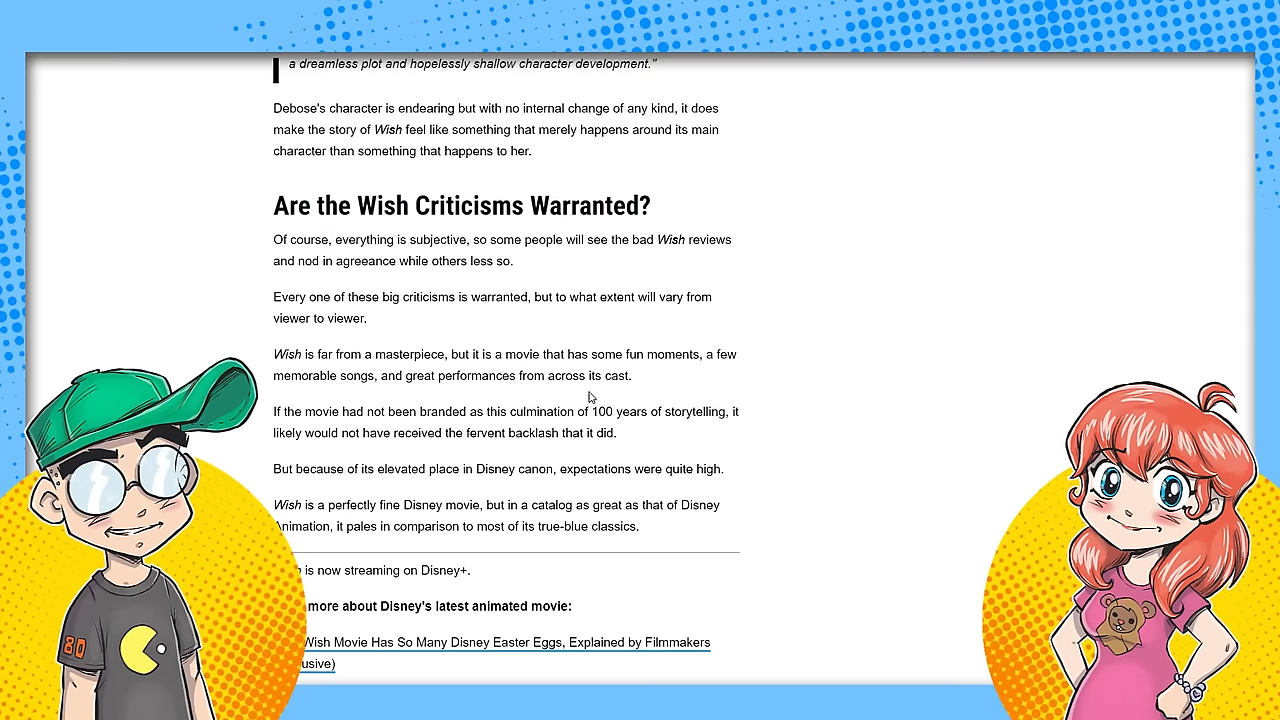 a dreamless plot and hopelessly shallow character development."
Debose's character is endearing but with no internal change of any kind, it does
make the story of Wish feel like something that merely happens around its main
character than something that happens to her.
Are the Wish Criticisms Warranted?
Of course, everything is subjective, so some people will see the bad Wish reviews
and nod in agreeance while others less so.
Every one of these big criticisms is warranted, but to what extent will vary from
viewer to viewer.
Wish is far from a masterpiece, but it is a movie that has some fun moments, a few
memorable songs, and great performances from across its cast.
If the movie had not been branded as this culmination of 100 years of storytelling, it
likely would not have received the fervent backlash that it did.
But because of its elevated place in Disney canon, expectations were quite high.
Wish is a perfectly fine Disney movie, but in a catalog as great as that of Disney
Animation, it pales in comparison to most of its true-blue classics.
is now streaming on Disney+.
more about Disney's latest animated movie:
Wish Movie Has So Many Disney Easter Eggs, Explained by Filmmakers
usive)
80